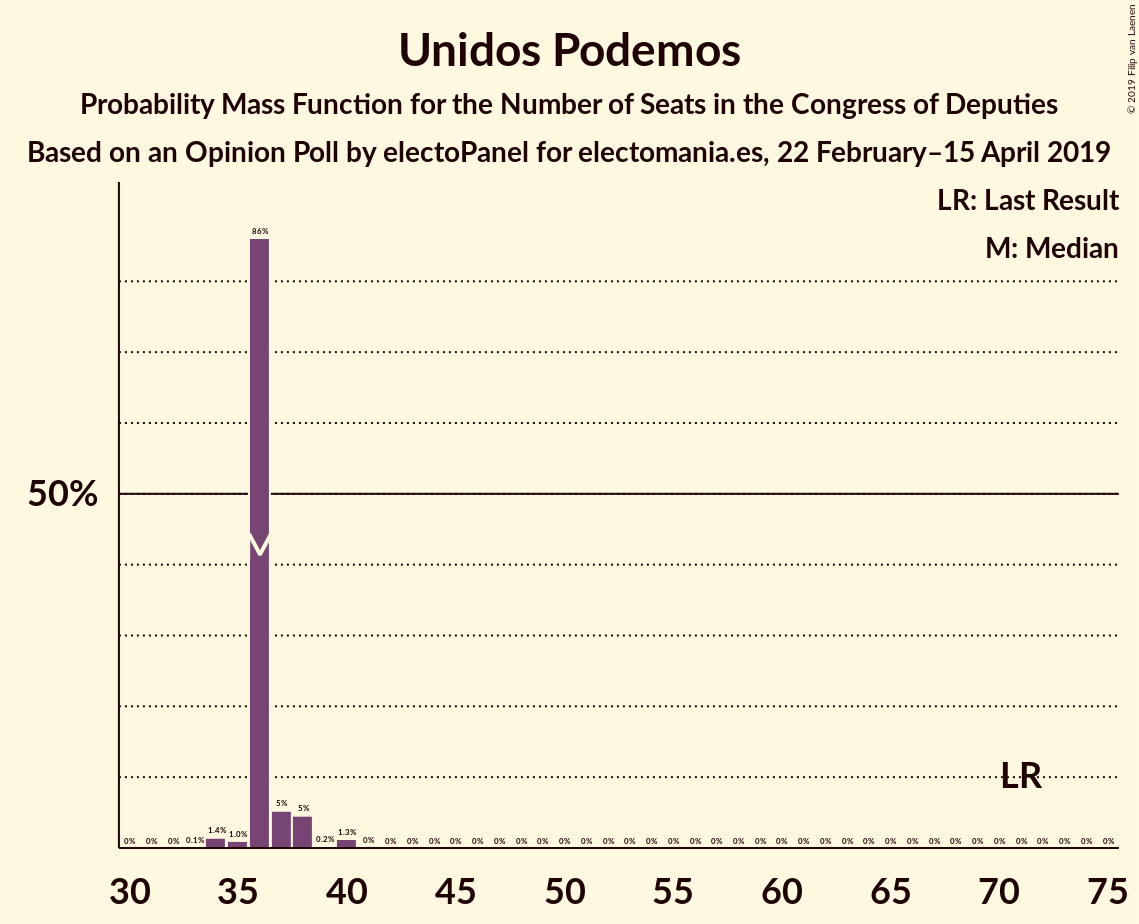 Unidos Podemos
Probability Mass Function for the Number of Seats in the Congress of Deputies
Based on an Opinion Poll by electoPanel for electomania.es, 22 February–15 April 2019
© 2019 Filip van Laenen
LR: Last Result
M: Median
86%
50%
LR
0% 0% 0% 0.1% 1.4% 1.0% 5% 5% 0.2% 1.3% 0% 0% 0% 0% 0% 0% 0% 0% 0% 0% 0% 0% 0% 0% 0% 0% 0% 0% 0% 0% 0% 0% 0% 0% 0% 0% 0% 0% 0% 0% 0% 0% 0% 0% 0%
30 35 40 45 50 55 60 65 70 75